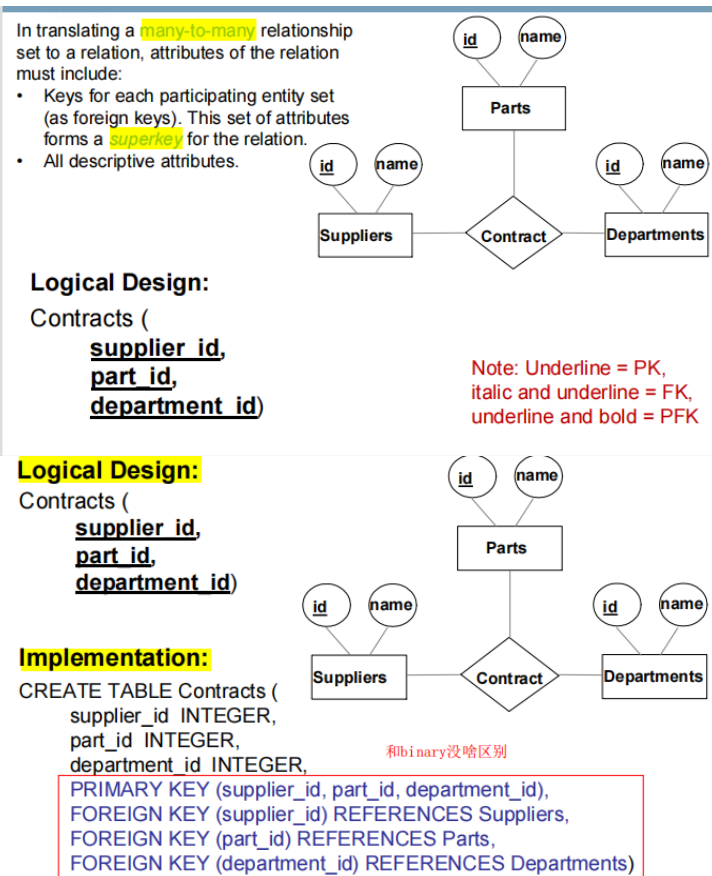 In translating a many-to-many relationship
set to a relation, attributes of the relation
must include:
• Keys for each participating entity set
(as foreign keys). This set of attributes
forms a superkey for the relation.
• All descriptive attributes.
id
name
Parts
id
name
id
name
Suppliers
Contract
Departments
Logical Design:
Contracts (
supplier_id,
part_id,
department_id)
Note: Underline = PK,
italic and underline = FK,
underline and bold = PFK
Logical Design:
Contracts (
supplier_id,
part_id,
department_id)
id
name
Parts
id
name
id
name
Suppliers
Contract
Departments
Implementation:
CREATE TABLE Contracts (
supplier_id INTEGER,
part_id INTEGER,
department_id INTEGER,
和binary没啥区别
PRIMARY KEY (supplier_id, part_id, department_id),
FOREIGN KEY (supplier_id) REFERENCES Suppliers,
FOREIGN KEY (part_id) REFERENCES Parts,
FOREIGN KEY (department_id) REFERENCES Departments)